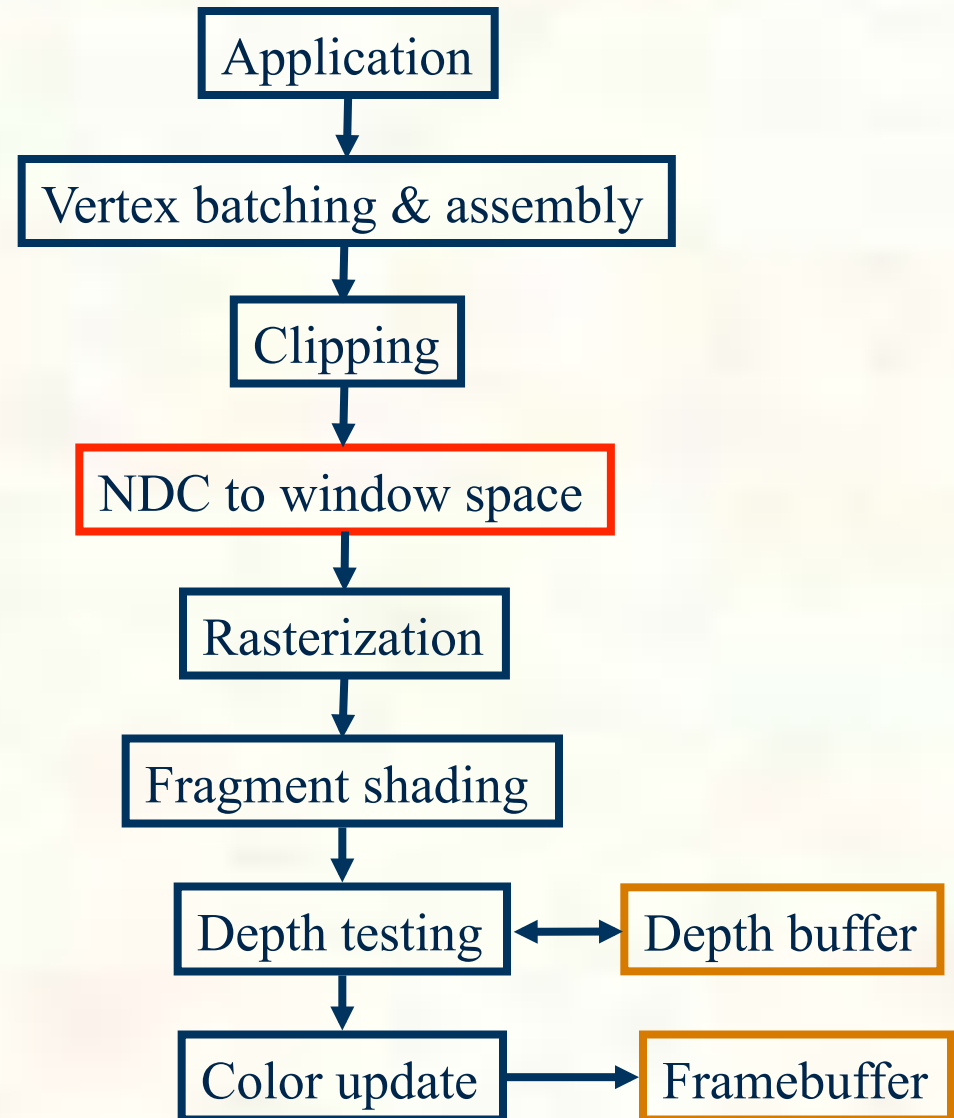 Application
Vertex batching & assembly
Clipping
NDC to window space
Rasterization
Fragment shading
Depth testing
Depth buffer
Color update
Framebuffer